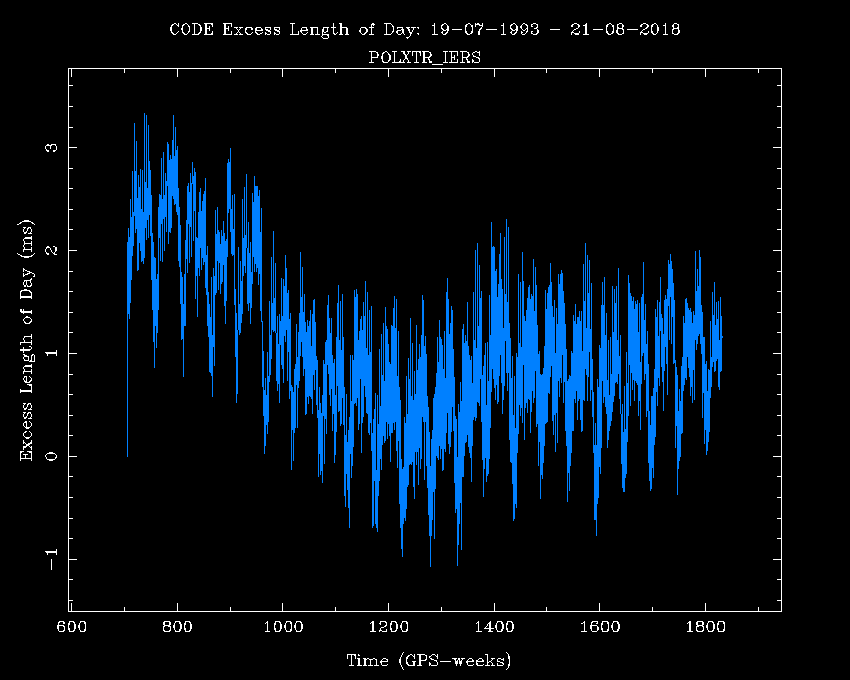 CODE Excess Length of Day: 19-07-1993 - 21-08-2018
POLXTR_IERS
Excess Length of Day (ms)
3
2
1
0
-1
600 800 1000 1200 1400 1600 1800
Time (GPS-weeks)